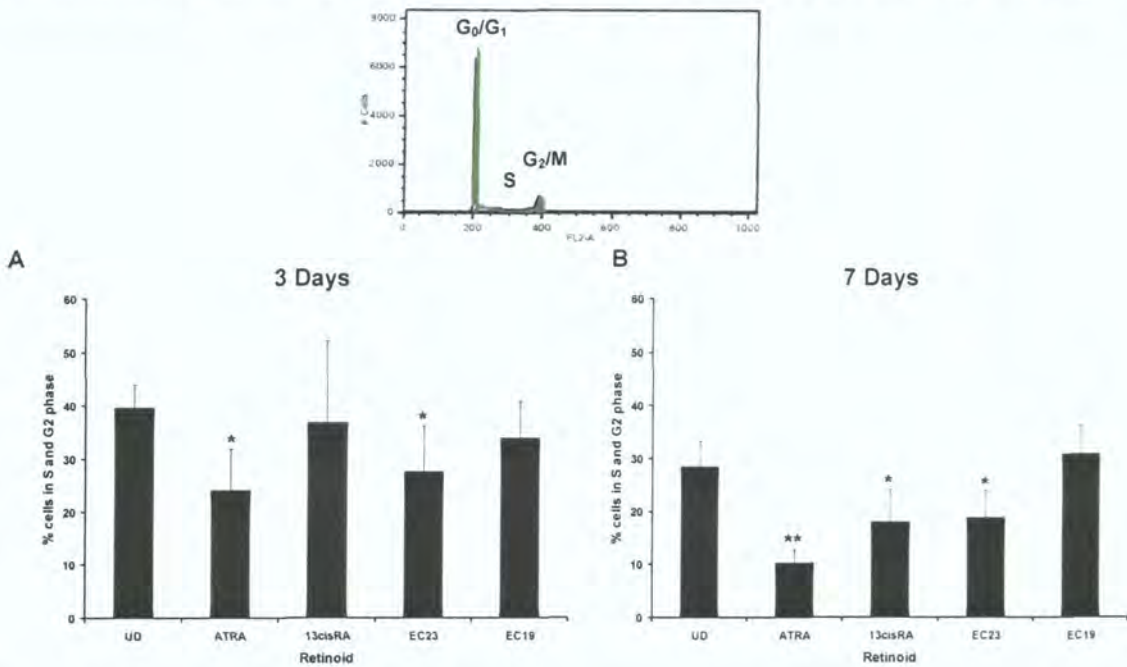 8000
6000
4000
2000
0
# Cells
G0/G1
S
G2/M
0 200 400 600 800 1000
FL2-A
A
3 Days
60
50
40
30
20
10
0
% cells in S and G2 phase
*
*
UD ATRA 13cisRA EC23 EC19
Retinoid
B
7 Days
60
50
40
30
20
10
0
% cells in S and G2 phase
**
*
*
UD ATRA 13cisRA EC23 EC19
Retinoid